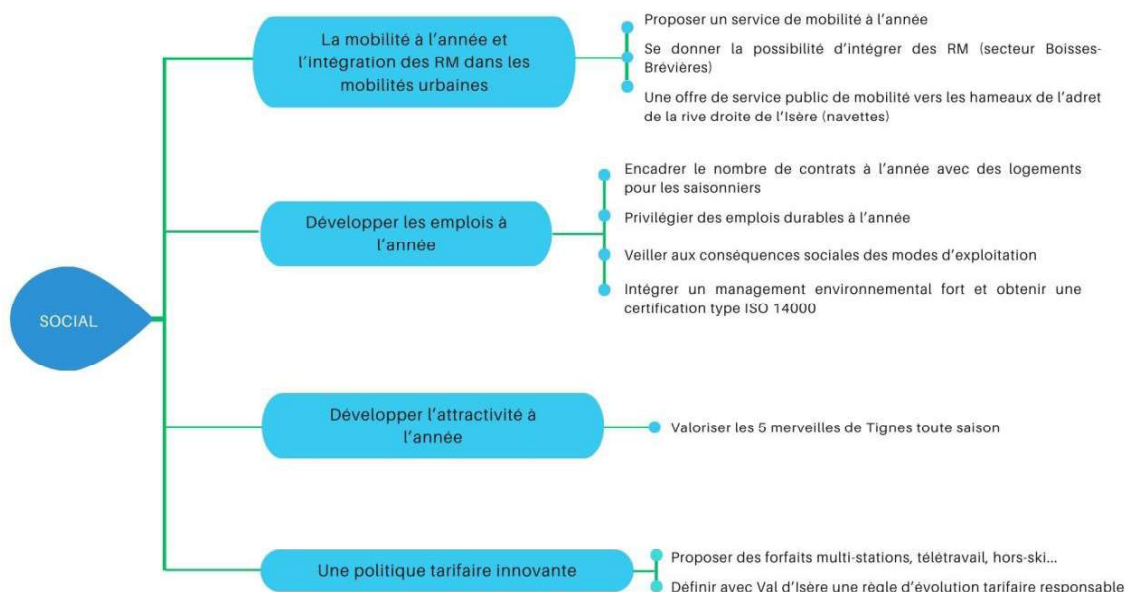 SOCIAL
La mobilité à l'année et
l'intégration des RM dans les
mobilités urbaines
Proposer un service de mobilité à l'année
Se donner la possibilité d'intégrer des RM (secteur Boisses-
Brévières)
Une offre de service public de mobilité vers les hameaux de l'adret
de la rive droite de l'Isère (navettes)
Développer les emplois à
l'année
Encadrer le nombre de contrats à l'année avec des logements
pour les saisonniers
Privilégier des emplois durables à l'année
Veiller aux conséquences sociales des modes d'exploitation
Intégrer un management environnemental fort et obtenir une
certification type ISO 14000
Développer l'attractivité à
l'année
Valoriser les 5 merveilles de Tignes toute saison
Une politique tarifaire innovante
Proposer des forfaits multi-stations, télétravail, hors-ski...
Définir avec Val d'Isère une règle d'évolution tarifaire responsable